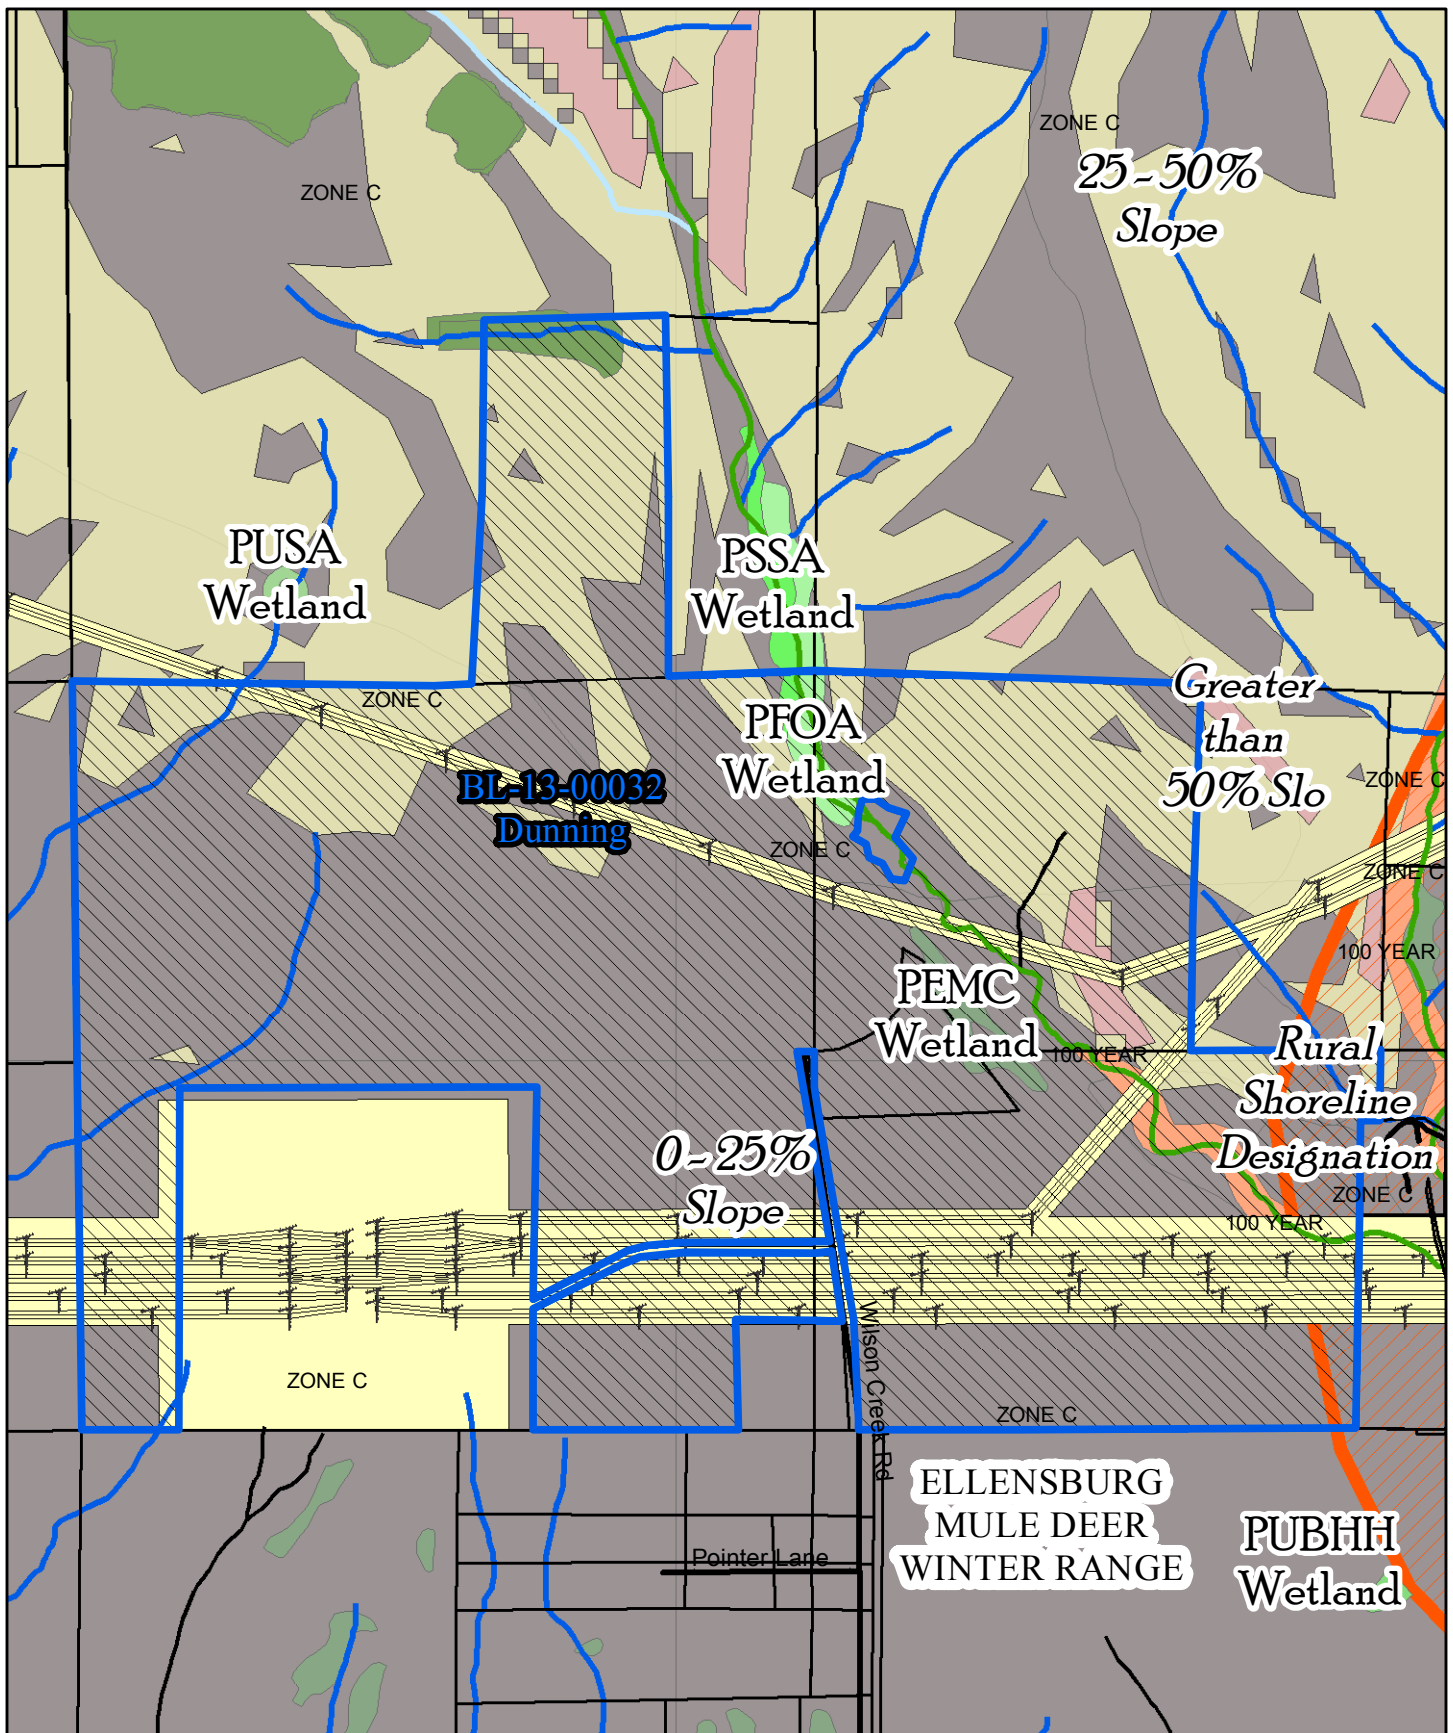 ZONE C
25-50%
Slope
ZONE C
PUSA
Wetland
PSSA
Wetland
ZONE C
Greater
than
50% Slo
PFOA
Wetland
BL-13-00032
Dunning
ZONE C
ZONE C
ZONE C
100 YEAR
PEMC
Wetland
100 YEAR
Rural
Shoreline
Designation
0-25%
Slope
ZONE C
100 YEAR
Wilson Creek Rd
ZONE C
ZONE C
ELLENSBURG
MULE DEER
WINTER RANGE
PUBHH
Wetland
Pointer Lane